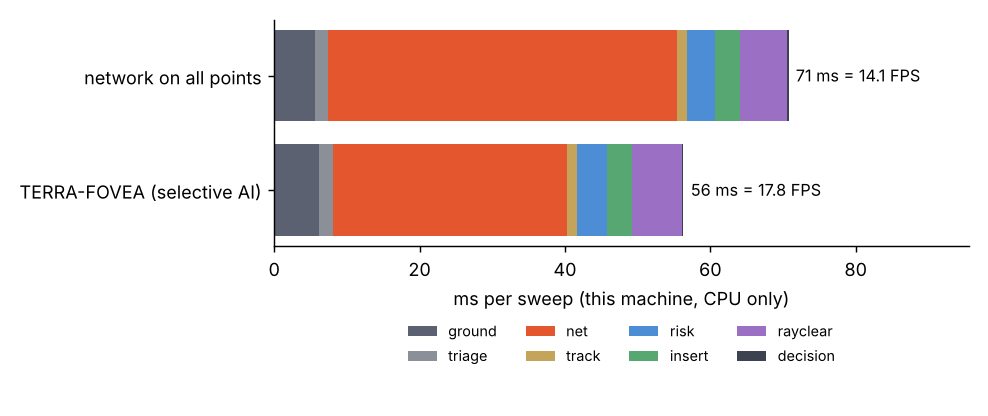 network on all points
71 ms = 14.1 FPS
TERRA-FOVEA (selective AI)
56 ms = 17.8 FPS
0 20 40 60 80
ms per sweep (this machine, CPU only)
ground net risk rayclear
triage track insert decision